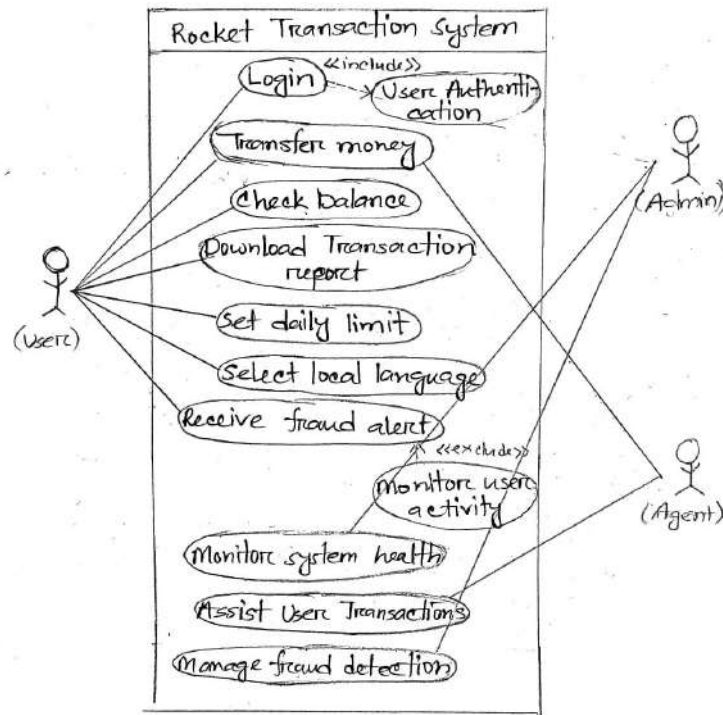 Rocket Transaction System
Login
<<include>>
User Authenti-
cation
Transfer money
Check balance
Download Transaction
report
Set daily limit
Select local language
Receive fraud alert
<<exclude>>
Monitor user
activity
Monitor system health
Assist User Transactions
Manage fraud detection
(User)
(Admin)
(Agent)